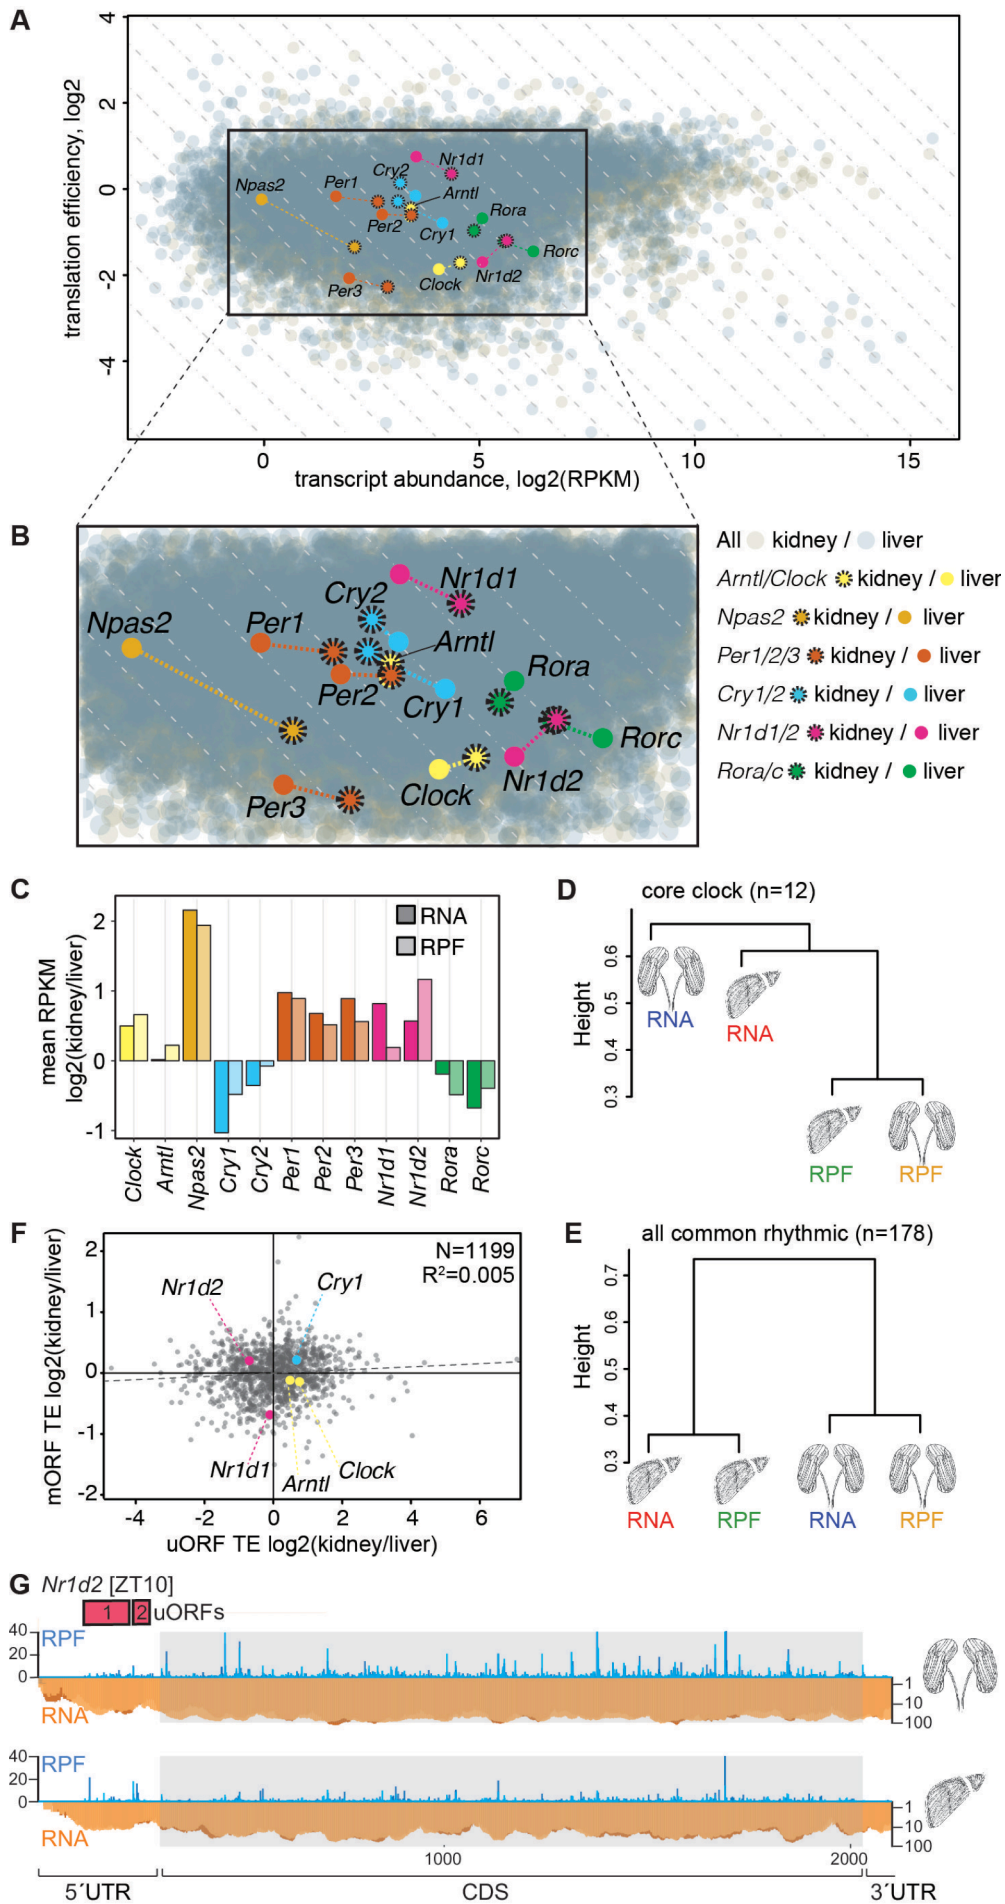 A
translation efficiency, log2
4
2
0
-2
-4
Npas2
Per1
Cry2
Nr1d1
Arntl
Per2
Cry1
Rora
Rorc
Nr1d2
Clock
Per3
0
5
10
15
transcript abundance, log2(RPKM)
B
Npas2
Per1
Cry2
Nr1d1
Arntl
Per2
Cry1
Rora
Rorc
Nr1d2
Clock
Per3
All kidney / liver
Arntl/Clock kidney / liver
Npas2 kidney / liver
Per1/2/3 kidney / liver
Cry1/2 kidney / liver
Nr1d1/2 kidney / liver
Rora/c kidney / liver
C
mean RPKM
log2(kidney/liver)
2
1
0
-1
RNA
RPF
Clock
Arntl
Npas2
Cry1
Cry2
Per1
Per2
Per3
Nr1d1
Nr1d2
Rora
Rorc
D
core clock (n=12)
Height
0.6
0.5
0.4
0.3
RNA
RNA
RPF
RPF
F
mORF TE log2(kidney/liver)
2
1
0
-1
-2
N=1199
R²=0.005
Nr1d2
Cry1
Nr1d1
Arntl
Clock
-4
-2
0
2
4
6
uORF TE log2(kidney/liver)
E
all common rhythmic (n=178)
Height
0.7
0.6
0.5
0.4
0.3
RNA
RPF
RNA
RPF
G
Nr1d2 [ZT10]
1
2
uORFs
40
20
0
RPF
RNA
1
10
100
40
20
0
RPF
RNA
1
10
100
1000
2000
5´UTR
CDS
3´UTR